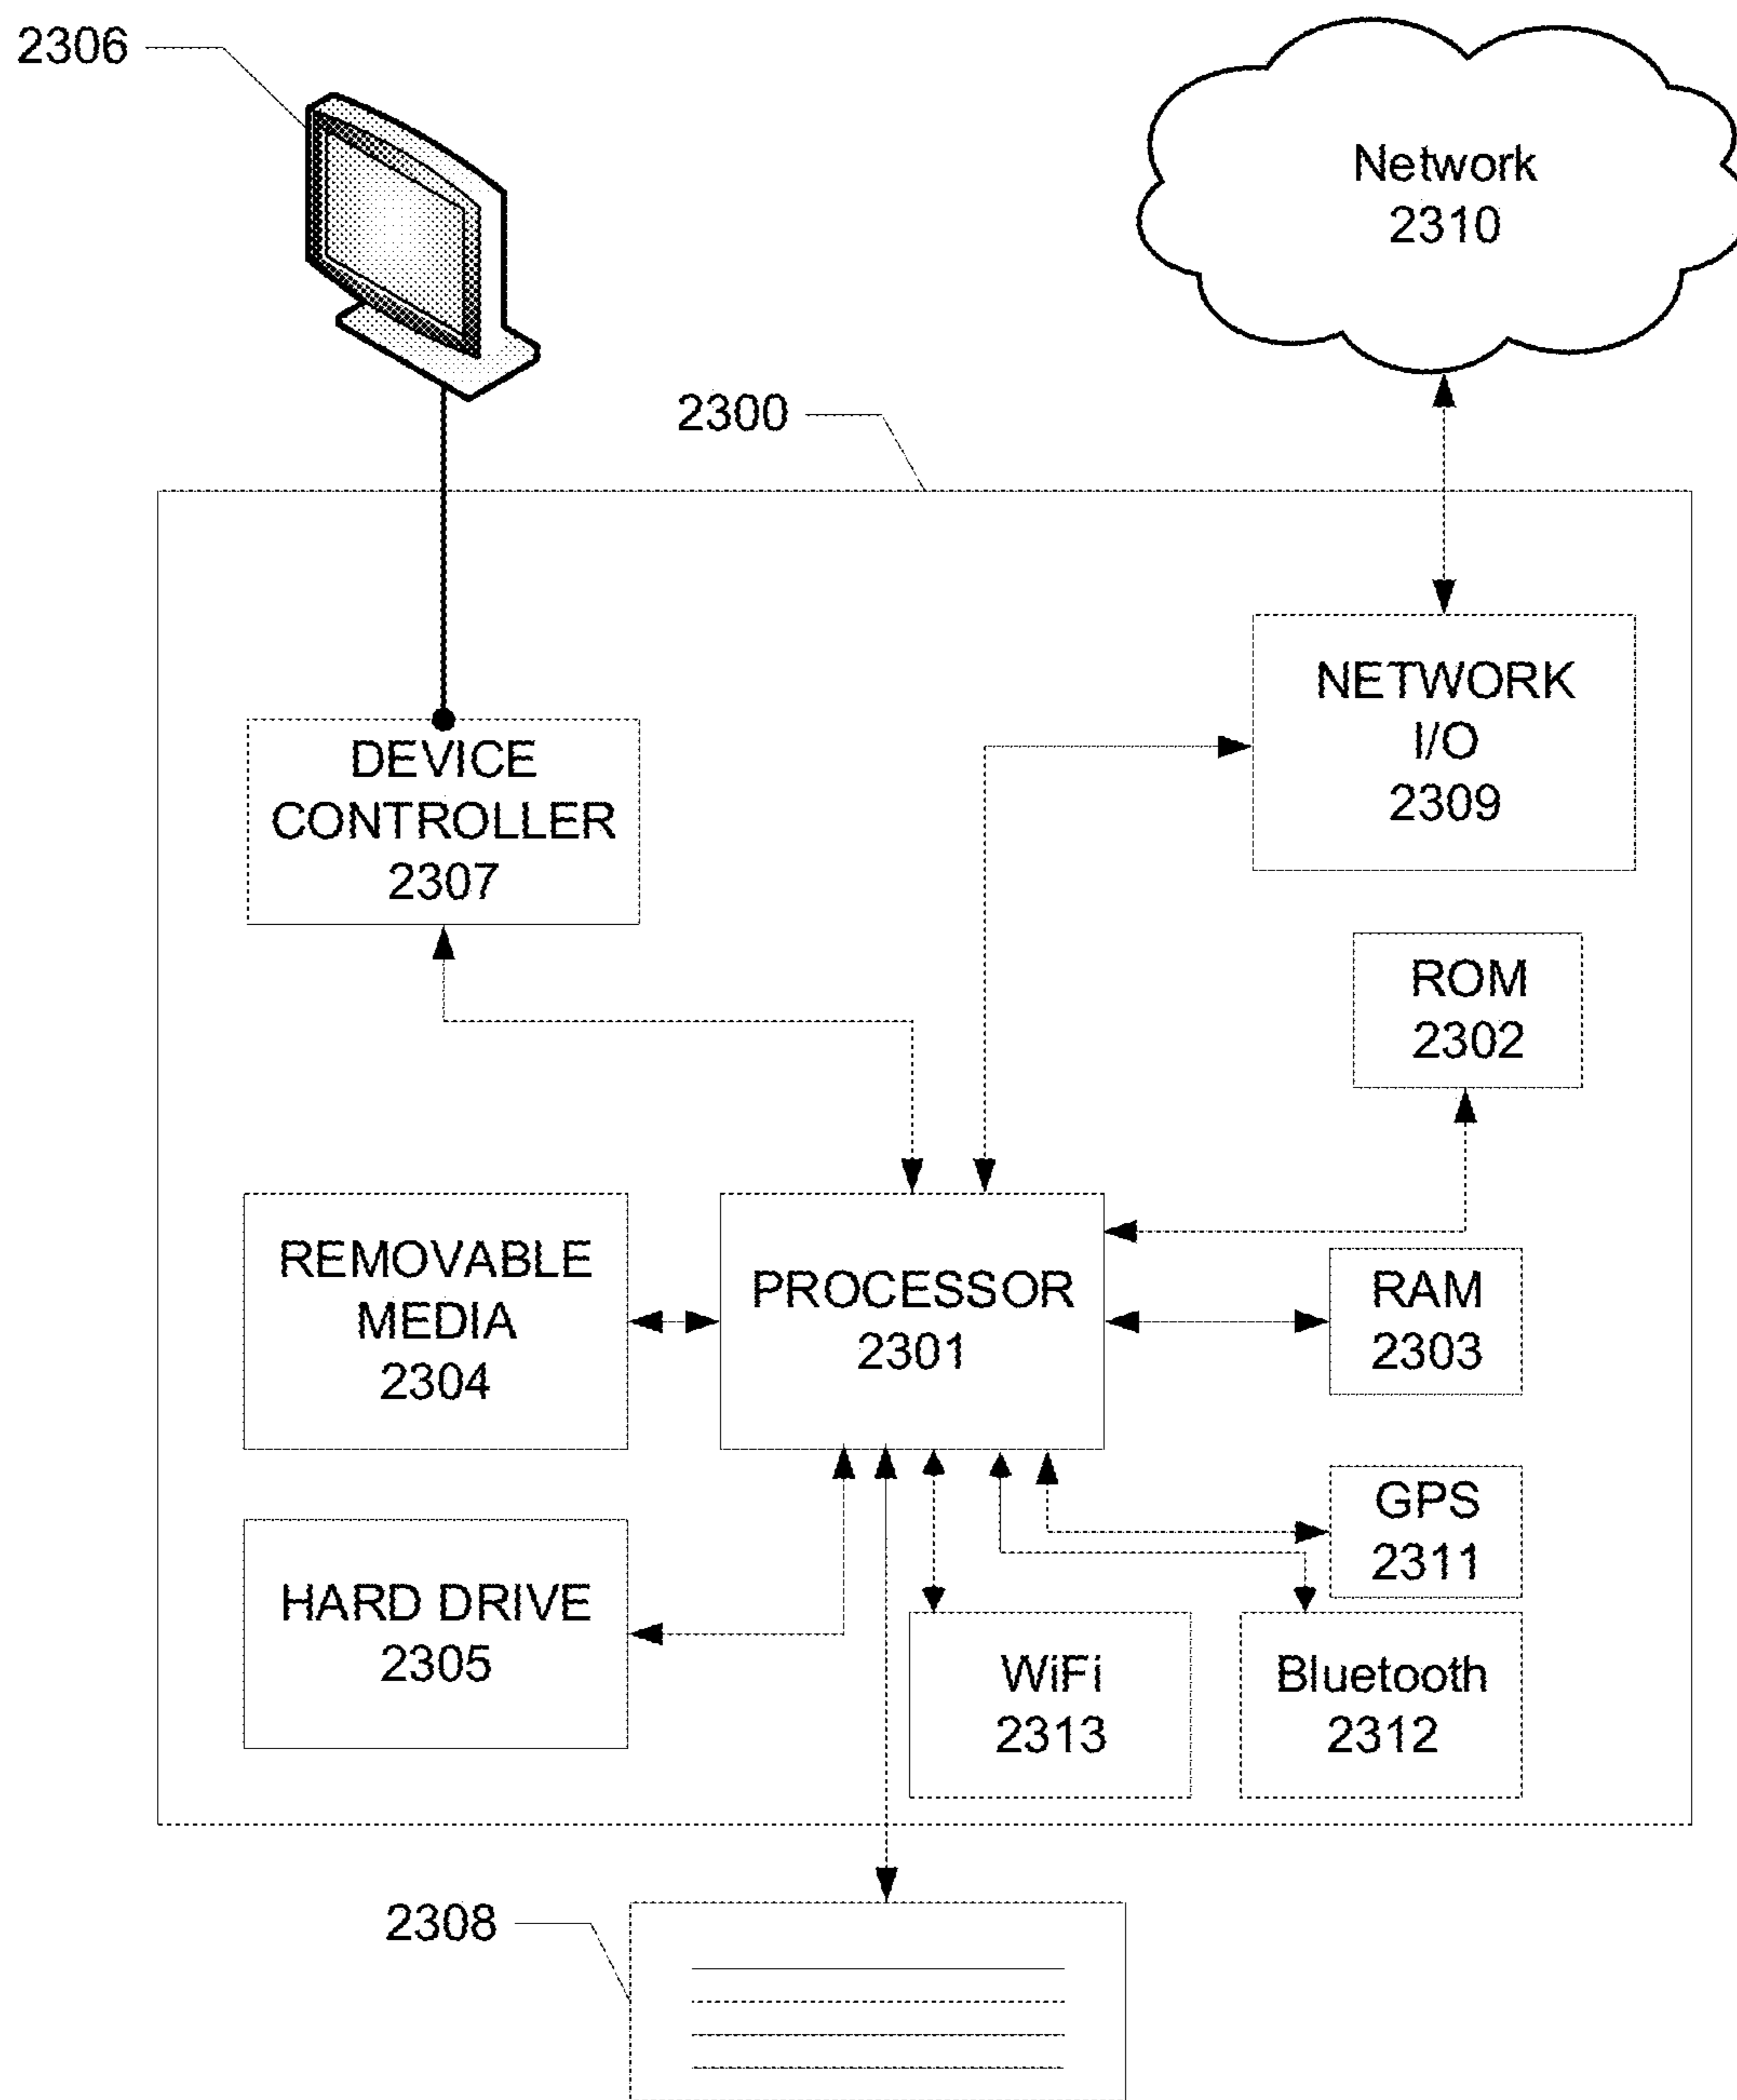 2306
Network
2310
2300
NETWORK
I/O
2309
DEVICE
CONTROLLER
2307
ROM
2302
REMOVABLE
MEDIA
2304
PROCESSOR
2301
RAM
2303
GPS
2311
HARD DRIVE
2305
WiFi
2313
Bluetooth
2312
2308